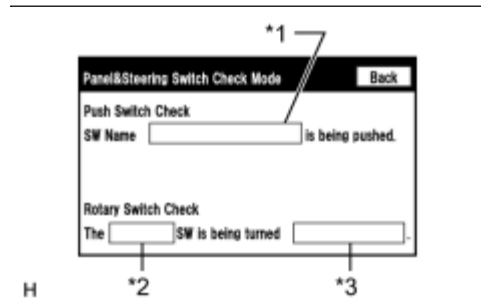 *1
Panel&Steering Switch Check Mode Back
Push Switch Check
SW Name is being pushed.
Rotary Switch Check
The SW is being turned .
*2 *3
H